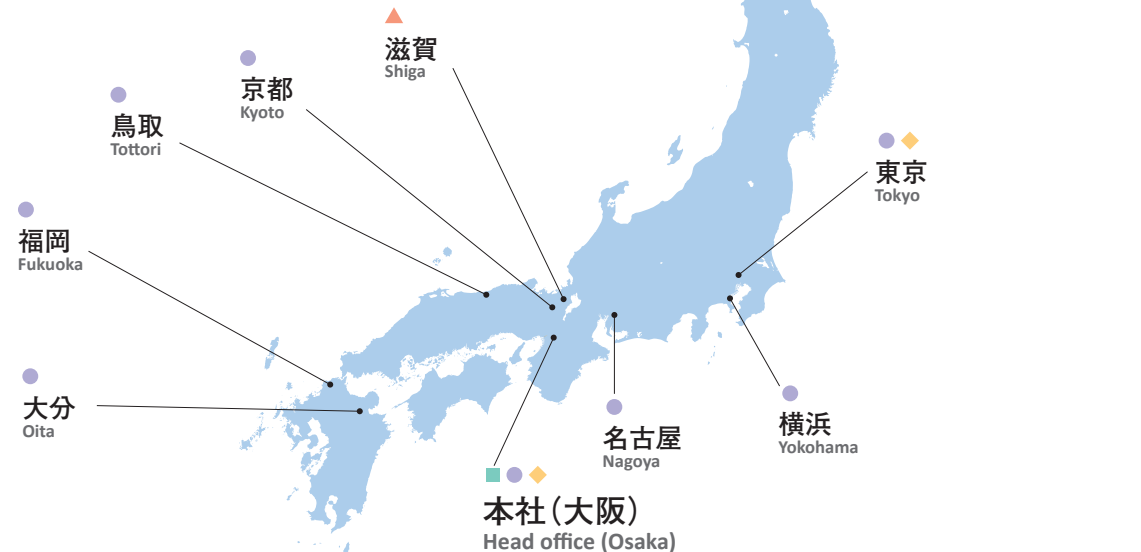 滋賀
Shiga
京都
Kyoto
鳥取
Tottori
東京
Tokyo
福岡
Fukuoka
大分
Oita
横浜
Yokohama
名古屋
Nagoya
本社（大阪）
Head office (Osaka)